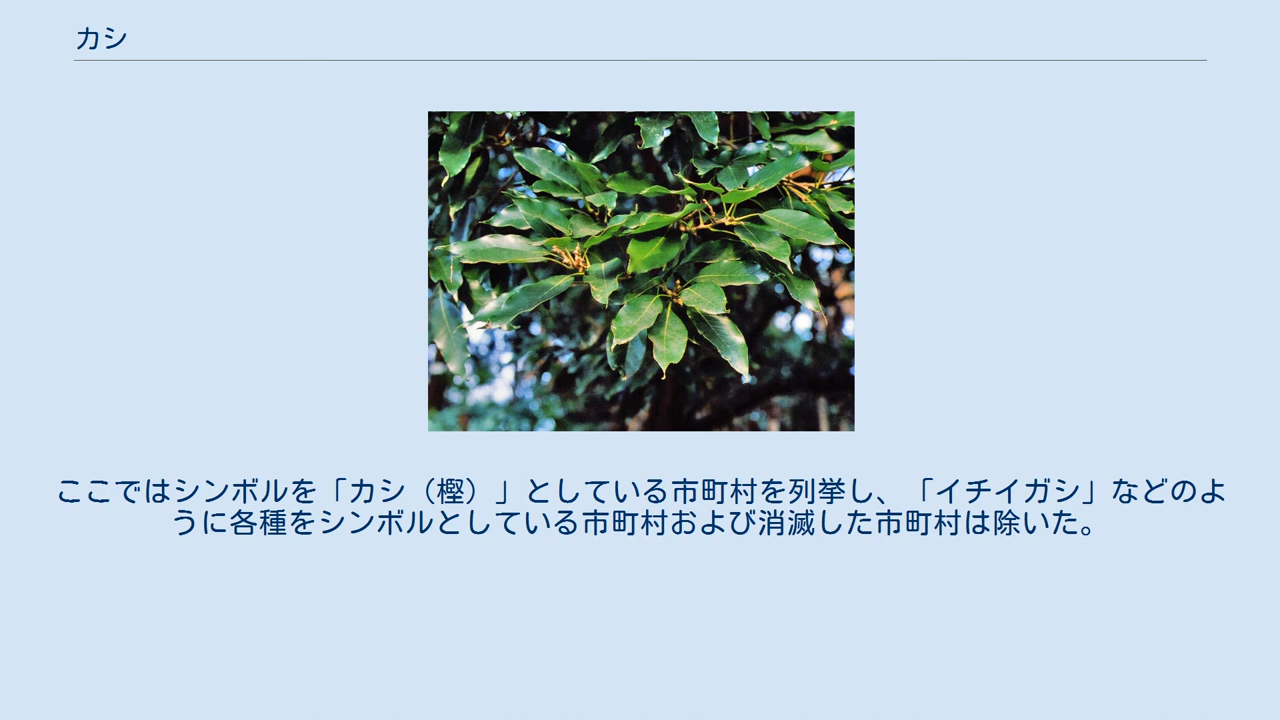 カシ
ここではシンボルを「カシ（樫）」としている市町村を列挙し、「イチイガシ」などのよ
うに各種をシンボルとしている市町村および消滅した市町村は除いた。